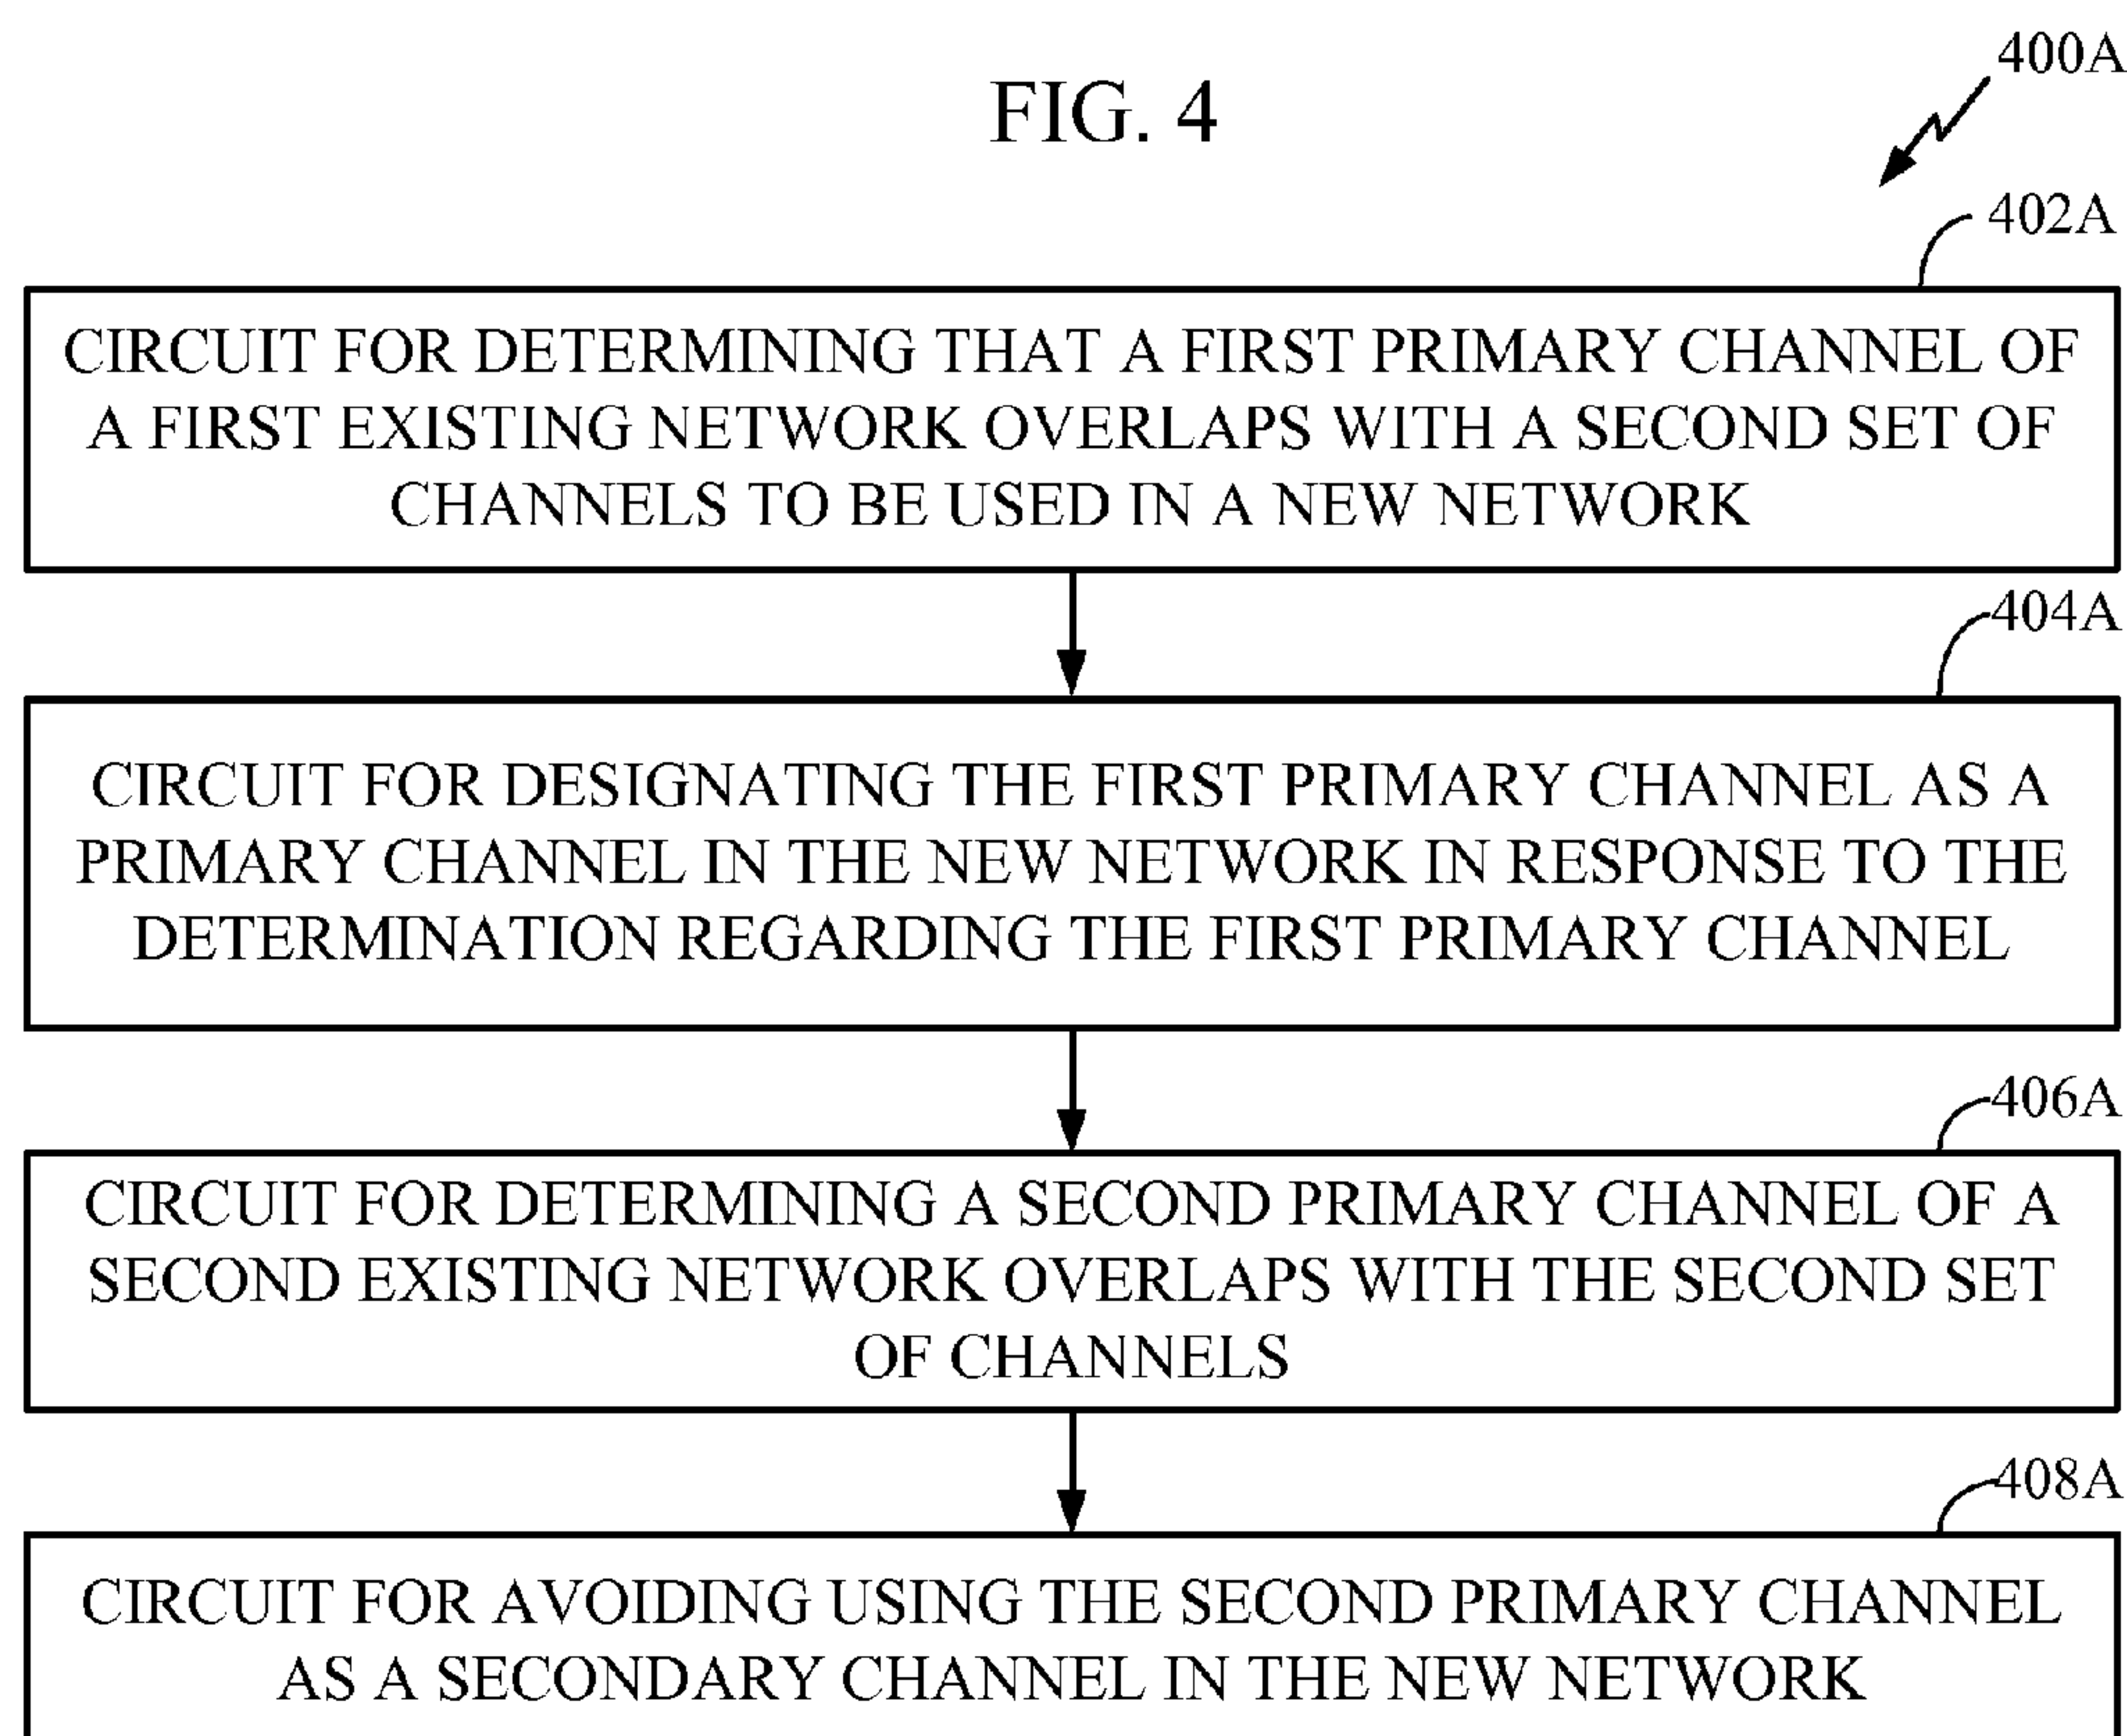 400A
FIG. 4
402A
CIRCUIT FOR DETERMINING THAT A FIRST PRIMARY CHANNEL OF
A FIRST EXISTING NETWORK OVERLAPS WITH A SECOND SET OF
CHANNELS TO BE USED IN A NEW NETWORK
404A
CIRCUIT FOR DESIGNATING THE FIRST PRIMARY CHANNEL AS A
PRIMARY CHANNEL IN THE NEW NETWORK IN RESPONSE TO THE
DETERMINATION REGARDING THE FIRST PRIMARY CHANNEL
406A
CIRCUIT FOR DETERMINING A SECOND PRIMARY CHANNEL OF A
SECOND EXISTING NETWORK OVERLAPS WITH THE SECOND SET
OF CHANNELS
408A
CIRCUIT FOR AVOIDING USING THE SECOND PRIMARY CHANNEL
AS A SECONDARY CHANNEL IN THE NEW NETWORK